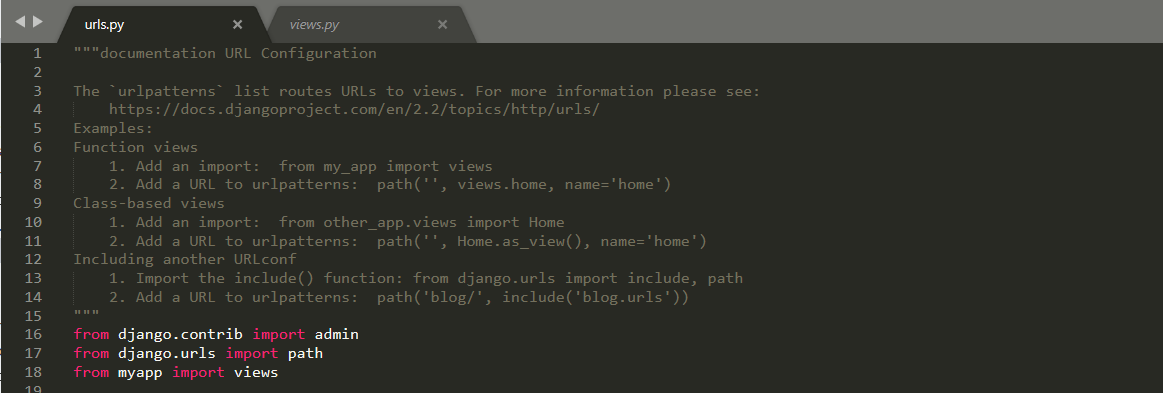 urls.py × views.py ×
1 """documentation URL Configuration
2
3 The `urlpatterns` list routes URLs to views. For more information please see:
4     https://docs.djangoproject.com/en/2.2/topics/http/urls/
5 Examples:
6 Function views
7     1. Add an import:  from my_app import views
8     2. Add a URL to urlpatterns:  path('', views.home, name='home')
9 Class-based views
10     1. Add an import:  from other_app.views import Home
11     2. Add a URL to urlpatterns:  path('', Home.as_view(), name='home')
12 Including another URLconf
13     1. Import the include() function: from django.urls import include, path
14     2. Add a URL to urlpatterns:  path('blog/', include('blog.urls'))
15 """
16 from django.contrib import admin
17 from django.urls import path
18 from myapp import views
19